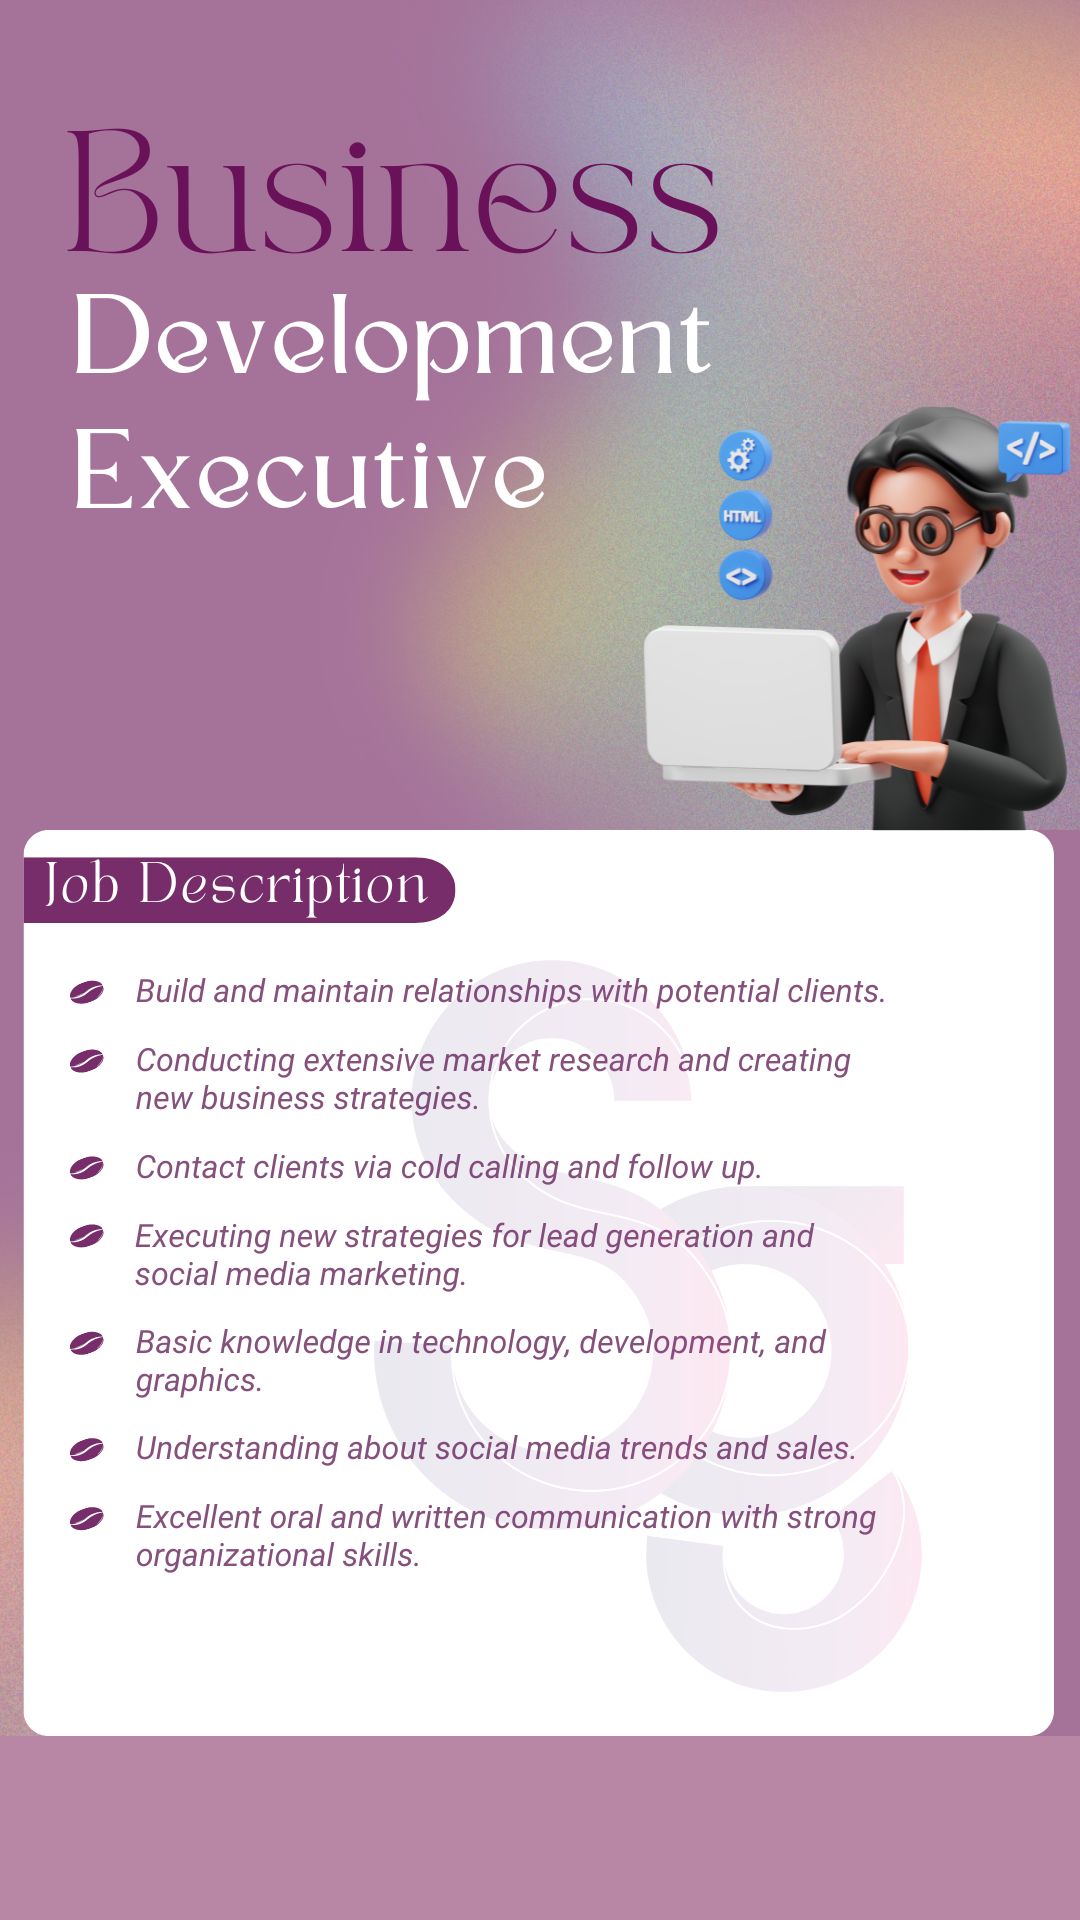 Business
Development
Executive
</>
HTML
<>
Job Description
Build and maintain relationships with potential clients.
Conducting extensive market research and creating
new business strategies.
Contact clients via cold calling and follow up.
Executing new strategies for lead generation and
social media marketing.
Basic knowledge in technology, development, and
graphics.
Understanding about social media trends and sales.
Excellent oral and written communication with strong
organizational skills.
Sg